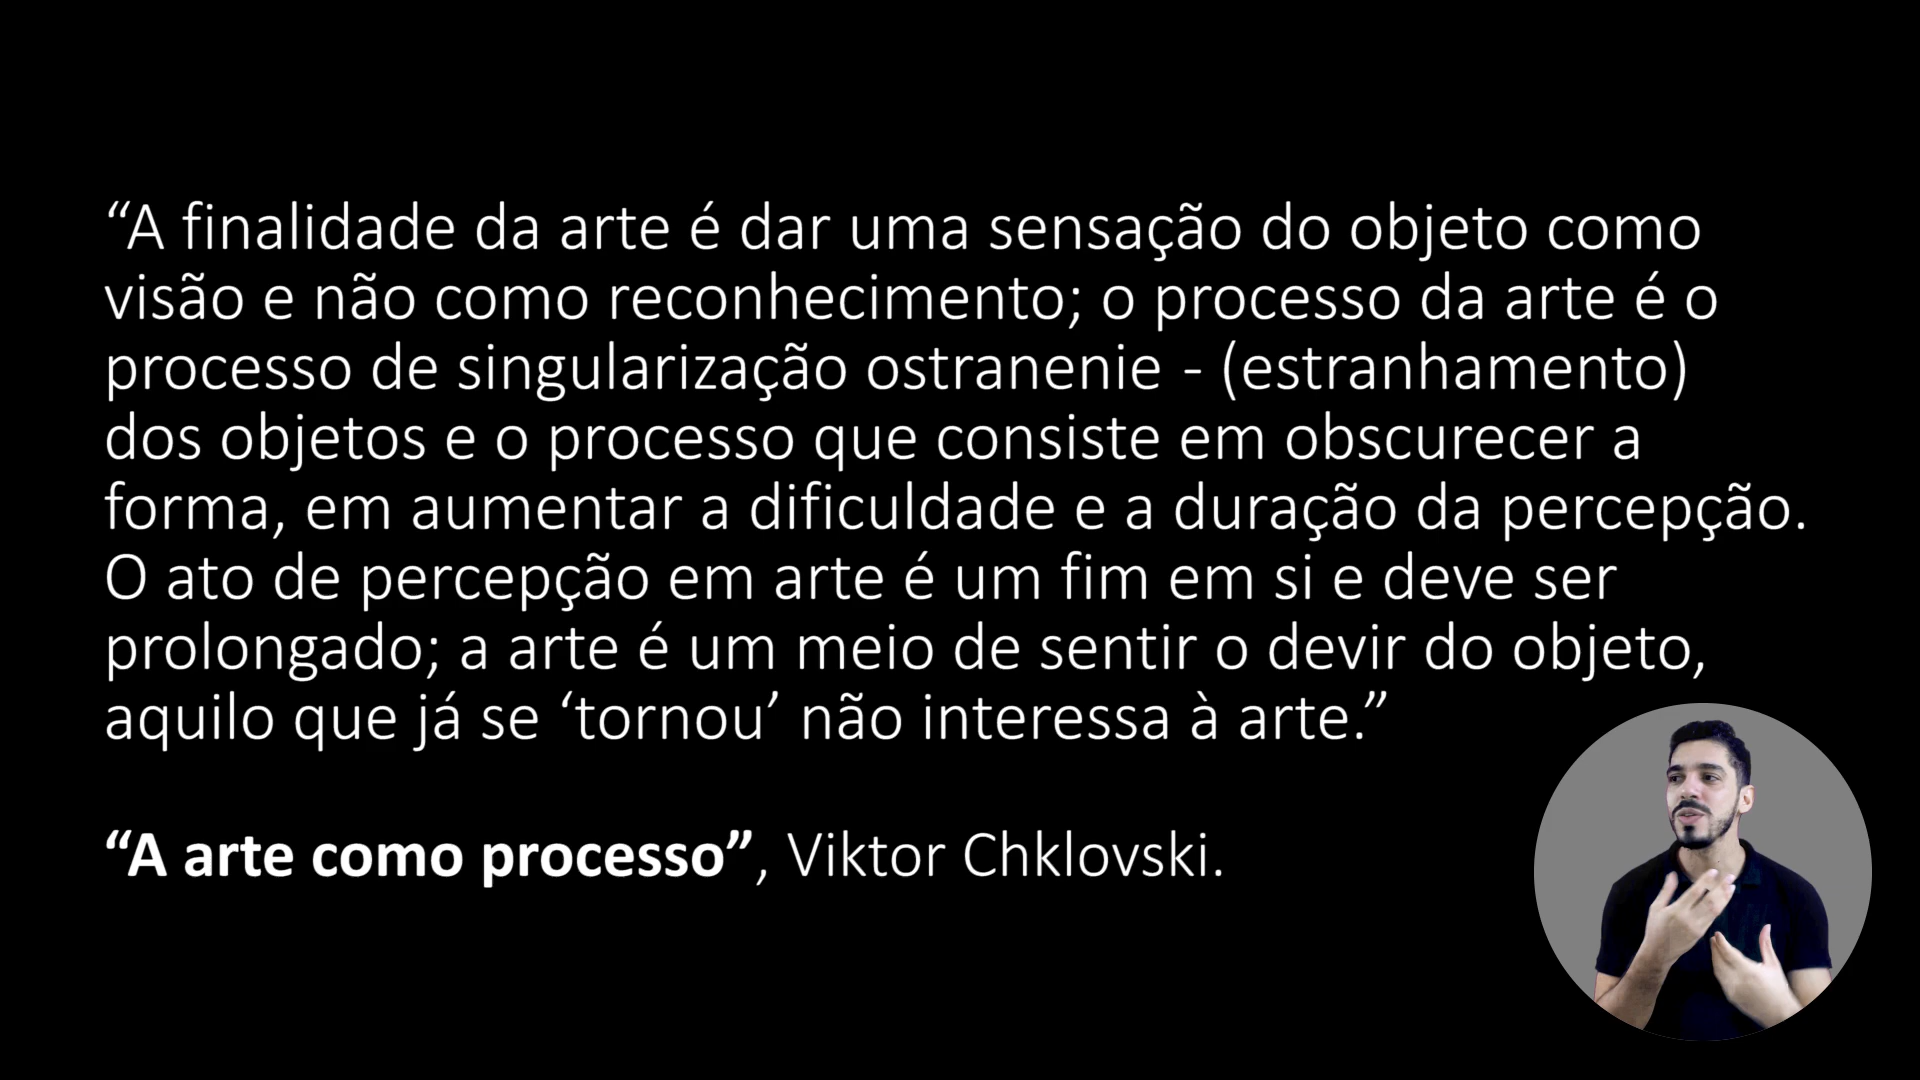 “A finalidade da arte é dar uma sensação do objeto como
visão e não como reconhecimento; o processo da arte é o
processo de singularização ostranenie - (estranhamento)
dos objetos e o processo que consiste em obscurecer a
forma, em aumentar a dificuldade e a duração da percepção.
O ato de percepção em arte é um fim em si e deve ser
prolongado; a arte é um meio de sentir o devir do objeto,
aquilo que já se ‘tornou’ não interessa à arte.”
“A arte como processo”, Viktor Chklovski.